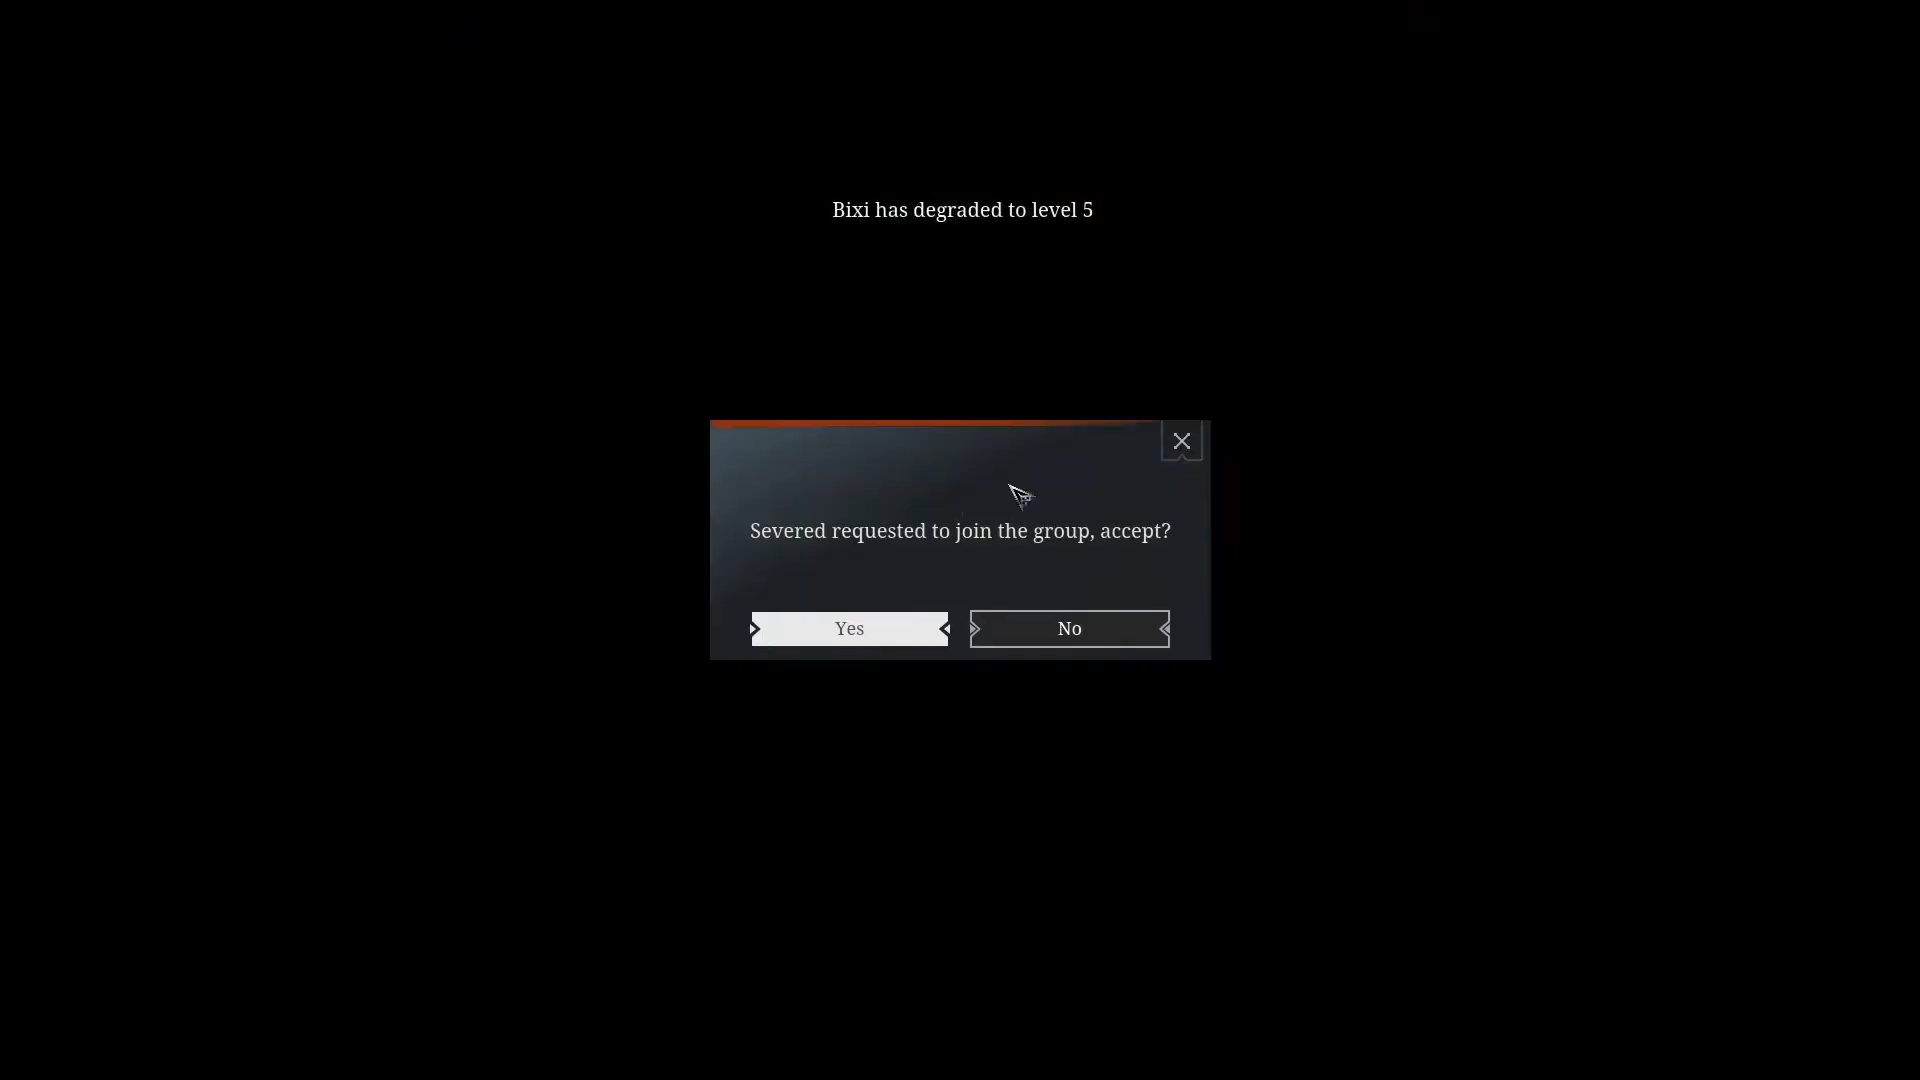 Bixi has degraded to level 5
Severed requested to join the group, accept?
Yes
No